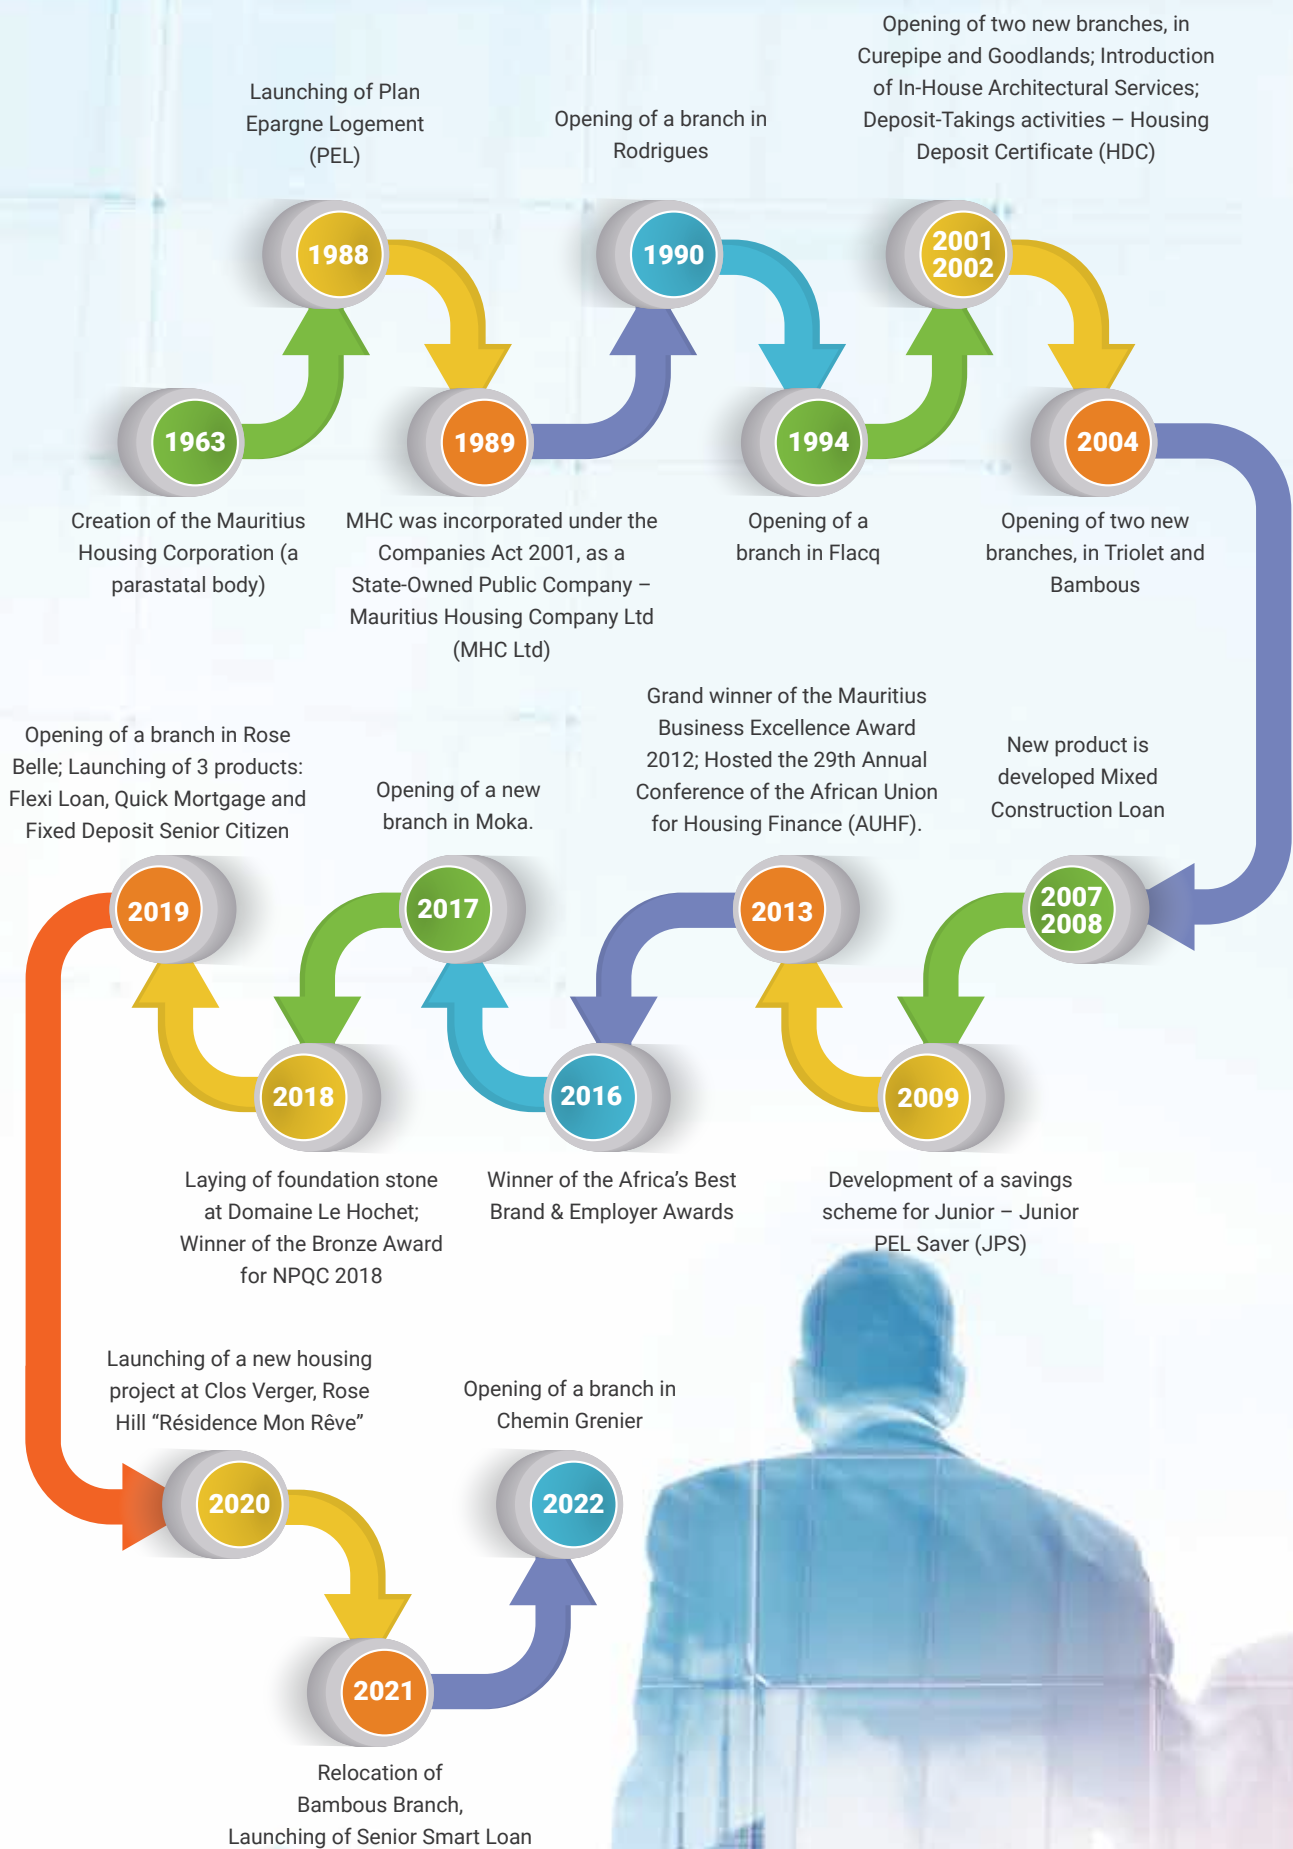 1963
Creation of the Mauritius
Housing Corporation (a
parastatal body)
Launching of Plan
Epargne Logement
(PEL)
1988
1989
MHC was incorporated under the
Companies Act 2001, as a
State-Owned Public Company –
Mauritius Housing Company Ltd
(MHC Ltd)
Opening of a branch in
Rodrigues
1990
1994
Opening of a
branch in Flacq
Opening of two new branches, in
Curepipe and Goodlands; Introduction
of In-House Architectural Services;
Deposit-Takings activities – Housing
Deposit Certificate (HDC)
2001
2002
2004
Opening of two new
branches, in Triolet and
Bambous
New product is
developed Mixed
Construction Loan
2007
2008
2009
Development of a savings
scheme for Junior – Junior
PEL Saver (JPS)
Grand winner of the Mauritius
Business Excellence Award
2012; Hosted the 29th Annual
Conference of the African Union
for Housing Finance (AUHF).
2013
2016
Winner of the Africa’s Best
Brand & Employer Awards
Opening of a new
branch in Moka.
2017
2018
Laying of foundation stone
at Domaine Le Hochet;
Winner of the Bronze Award
for NPQC 2018
Opening of a branch in Rose
Belle; Launching of 3 products:
Flexi Loan, Quick Mortgage and
Fixed Deposit Senior Citizen
2019
Launching of a new housing
project at Clos Verger, Rose
Hill “Résidence Mon Rêve”
2020
2021
Relocation of
Bambous Branch,
Launching of Senior Smart Loan
Opening of a branch in
Chemin Grenier
2022